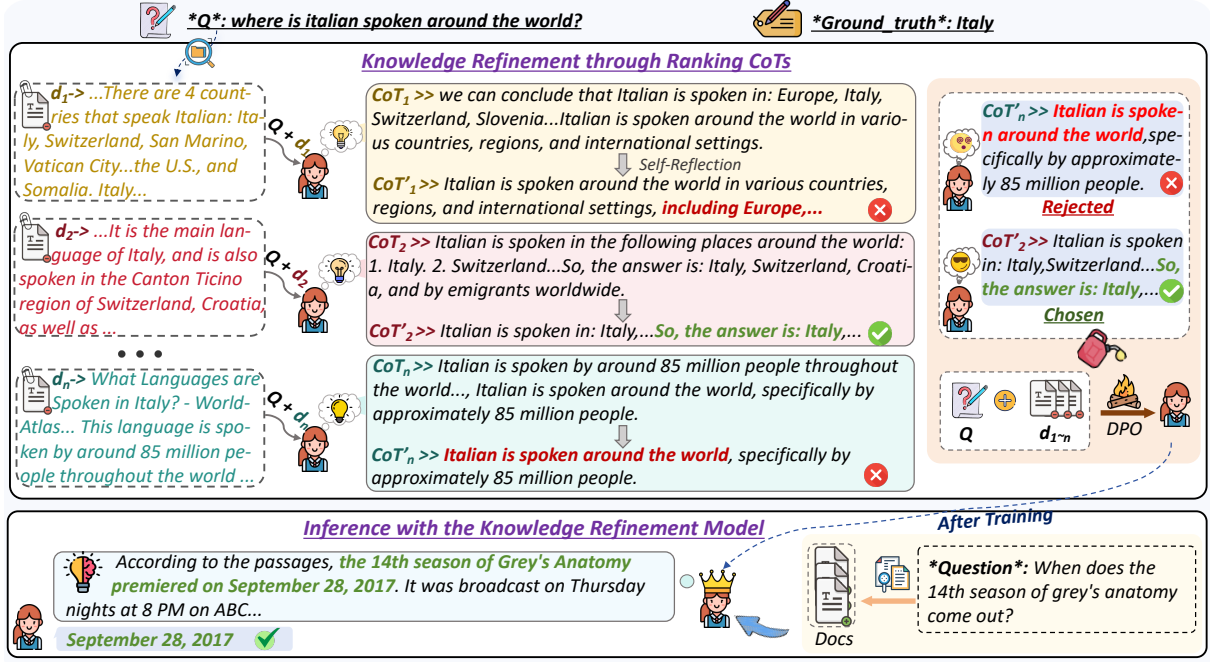 *Q*: where is italian spoken around the world?
*Ground_truth*: Italy
Knowledge Refinement through Ranking CoTs
d1-> ...There are 4 count-
ries that speak Italian: Ita-
ly, Switzerland, San Marino,
Vatican City...the U.S., and
Somalia. Italy...
Q + d1
CoT1 >> we can conclude that Italian is spoken in: Europe, Italy,
Switzerland, Slovenia...Italian is spoken around the world in vario-
us countries, regions, and international settings.
Self-Reflection
CoT'1 >> Italian is spoken around the world in various countries,
regions, and international settings, including Europe,...
d2-> ...It is the main lan-
guage of Italy, and is also
spoken in the Canton Ticino
region of Switzerland, Croatia,
as well as ...
Q + d2
CoT2 >> Italian is spoken in the following places around the world:
1. Italy. 2. Switzerland...So, the answer is: Italy, Switzerland, Croati-
a, and by emigrants worldwide.
CoT'2 >> Italian is spoken in: Italy,...So, the answer is: Italy,...
dn-> What Languages are
Spoken in Italy? - World-
Atlas... This language is spo-
ken by around 85 million pe-
ople throughout the world ...
Q + dn
CoTn >> Italian is spoken by around 85 million people throughout
the world..., Italian is spoken around the world, specifically by
approximately 85 million people.
CoT'n >> Italian is spoken around the world, specifically by
approximately 85 million people.
CoT'n >> Italian is spoke-
n around the world,spe-
cifically by approximate-
ly 85 million people.
Rejected
CoT'2 >> Italian is spoken
in: Italy,Switzerland...So,
the answer is: Italy,...
Chosen
Q
d1~n
DPO
After Training
Inference with the Knowledge Refinement Model
According to the passages, the 14th season of Grey's Anatomy
premiered on September 28, 2017. It was broadcast on Thursday
nights at 8 PM on ABC...
September 28, 2017
Docs
*Question*: When does the
14th season of grey's anatomy
come out?